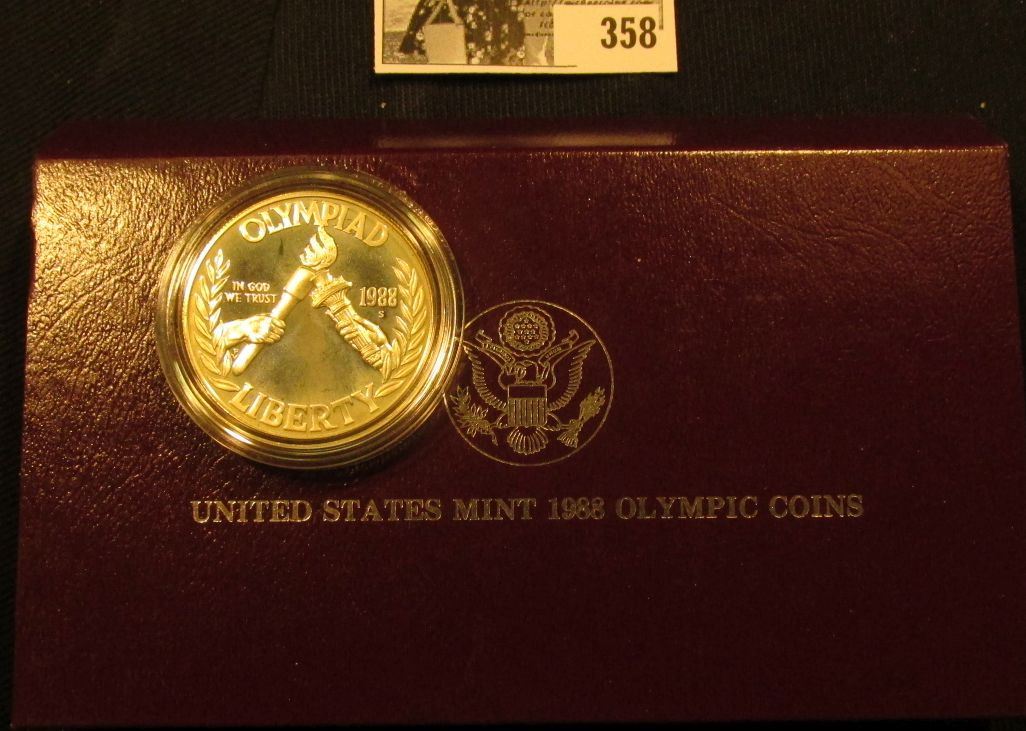 358
OLYMPIAD
IN GOD
WE TRUST
1988
S
LIBERTY
UNITED STATES MINT 1988 OLYMPIC COINS